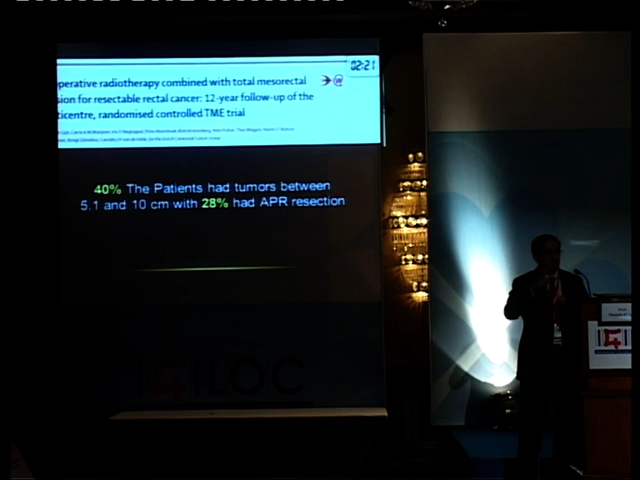 02:21
perative radiotherapy combined with total mesorectal
sion for resectable rectal cancer: 12-year follow-up of the
ticentre, randomised controlled TME trial
40% The Patients had tumors between
5.1 and 10 cm with 28% had APR resection
ILOC